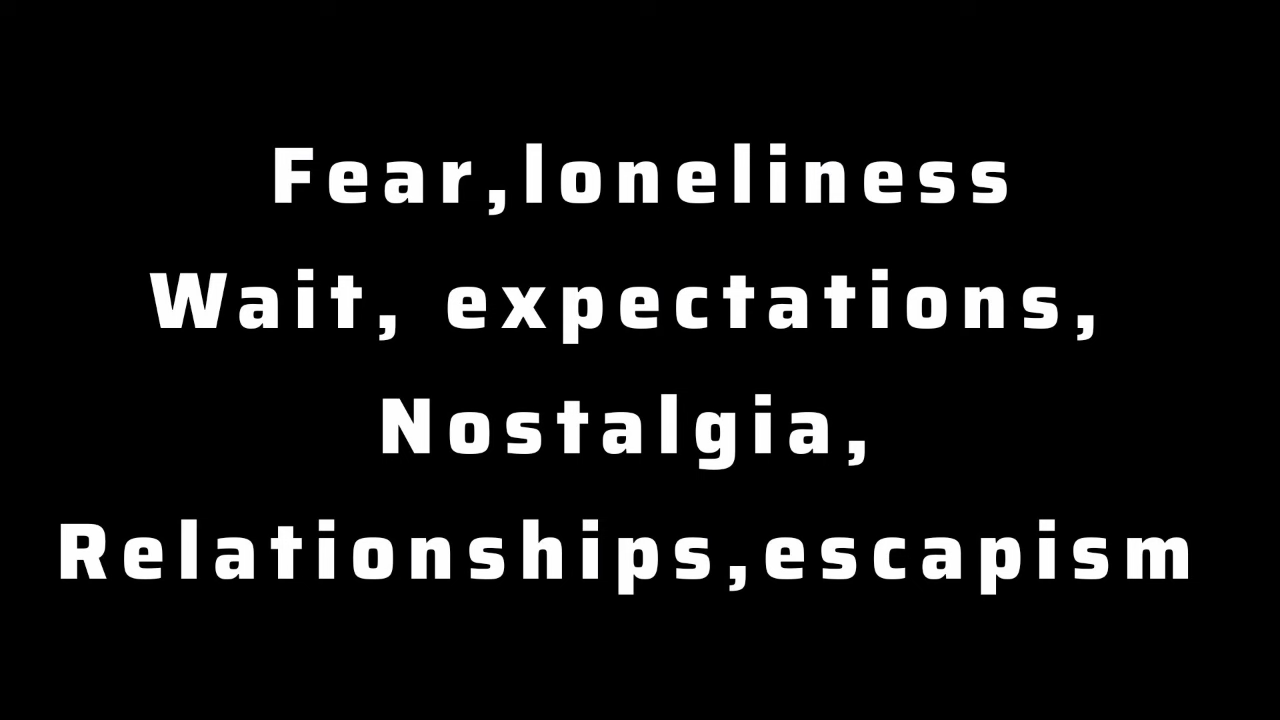 Fear,loneliness
Wait, expectations,
Nostalgia,
Relationships,escapism